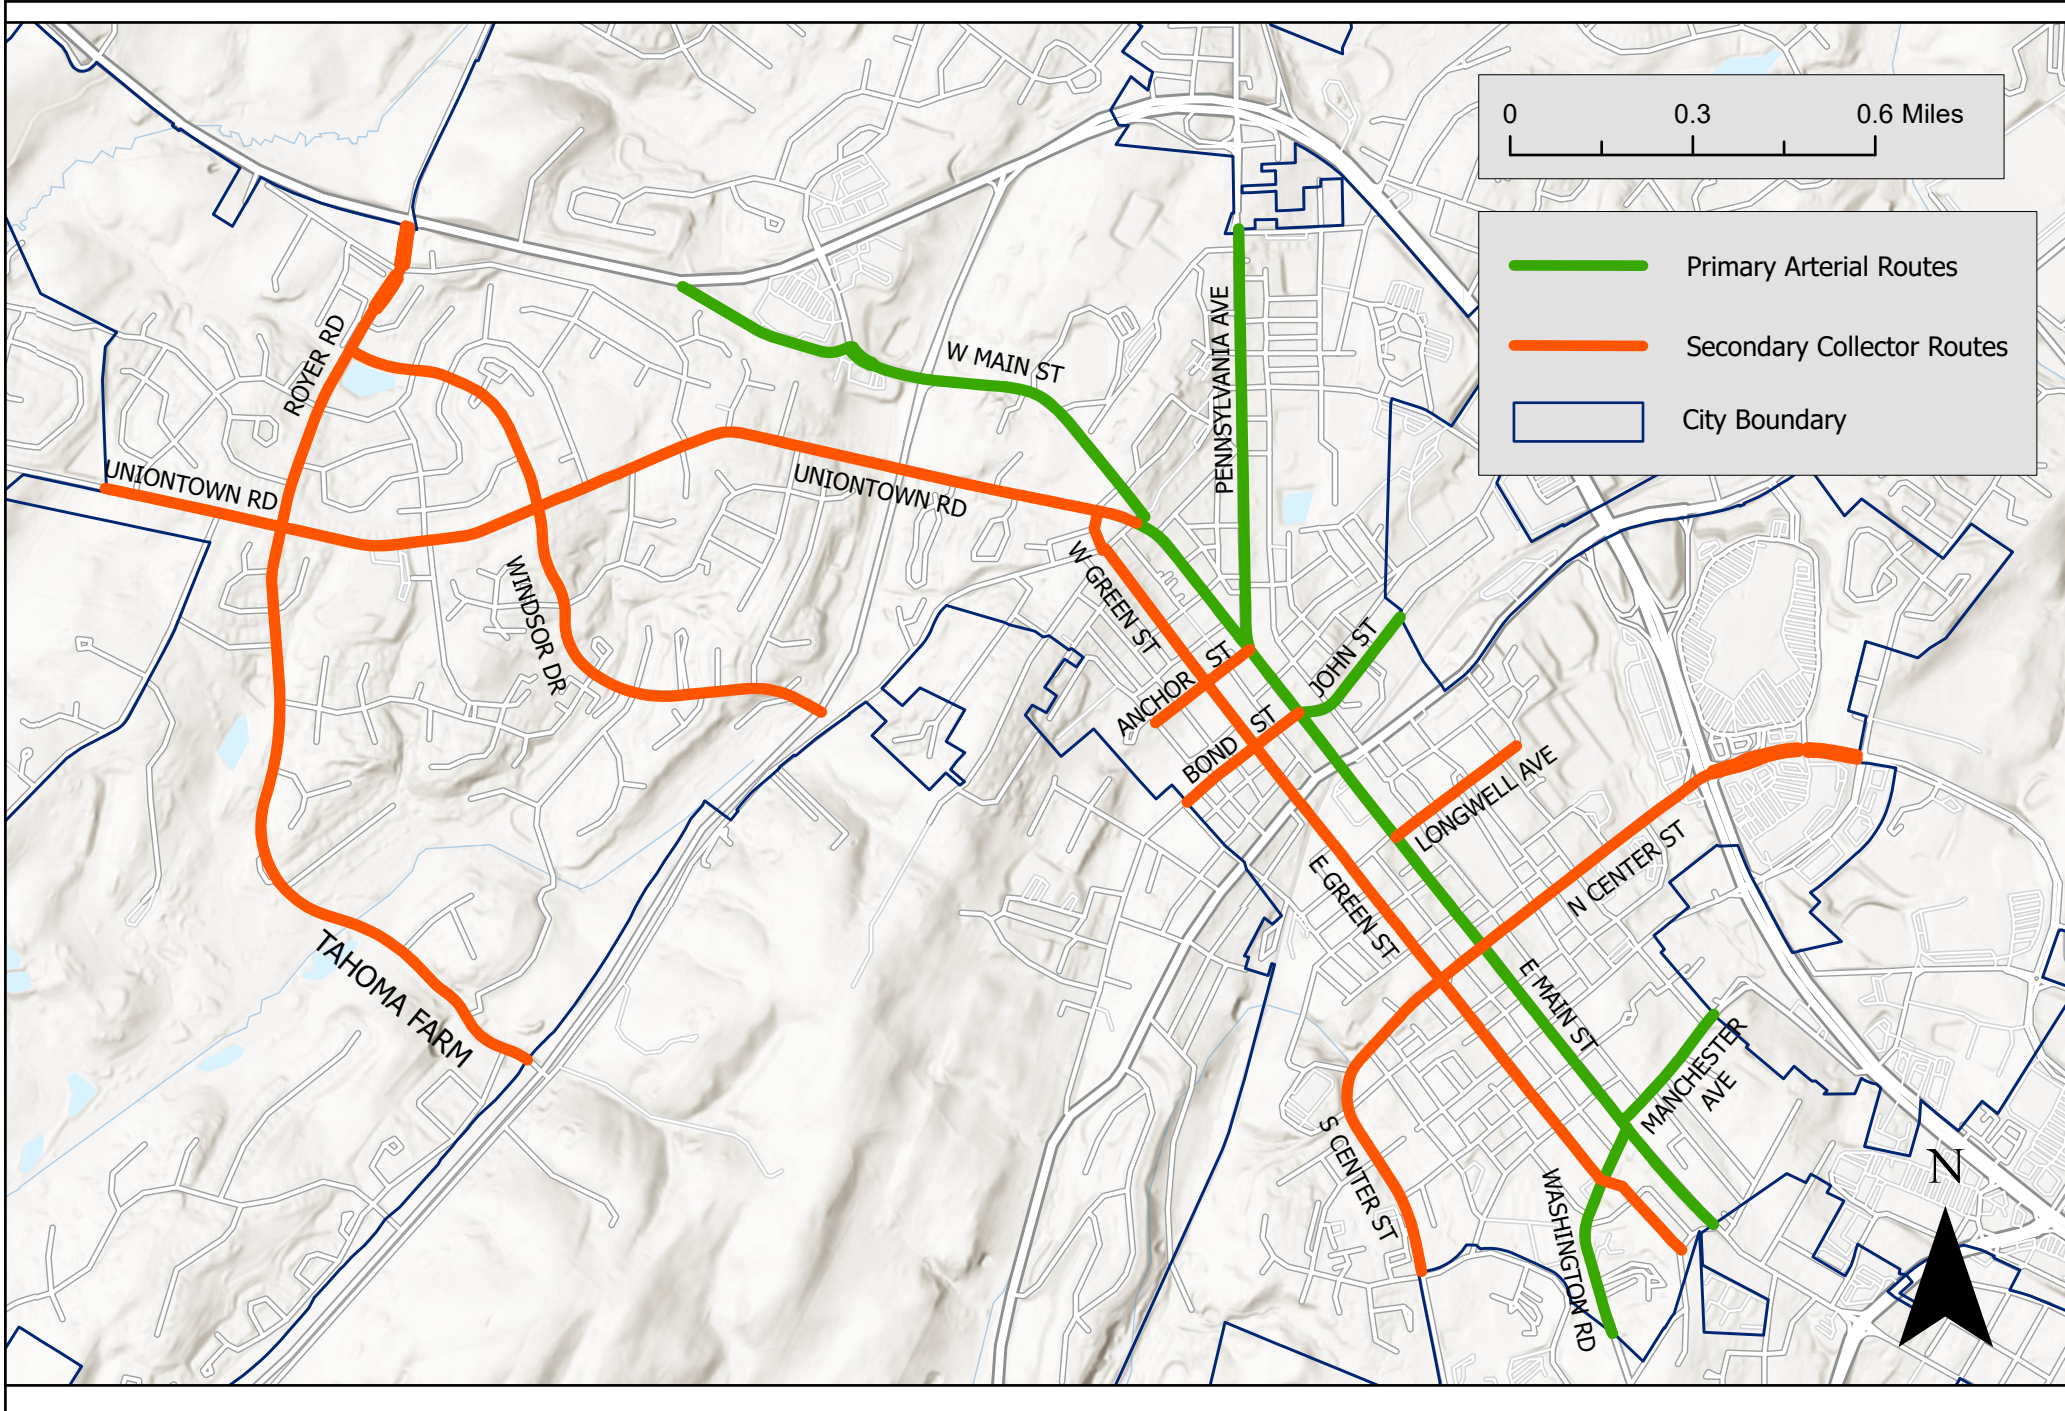 0 0.3 0.6 Miles
Primary Arterial Routes
Secondary Collector Routes
City Boundary
ROYER RD
W MAIN ST
PENNSYLVANIA AVE
UNIONTOWN RD
UNIONTOWN RD
WINDSOR DR
W GREEN ST
ANCHOR ST
JOHN ST
BOND ST
LONGWELL AVE
N CENTER ST
E GREEN ST
TAHOMA FARM
E MAIN ST
MANCHESTER
AVE
S CENTER ST
WASHINGTON RD
N